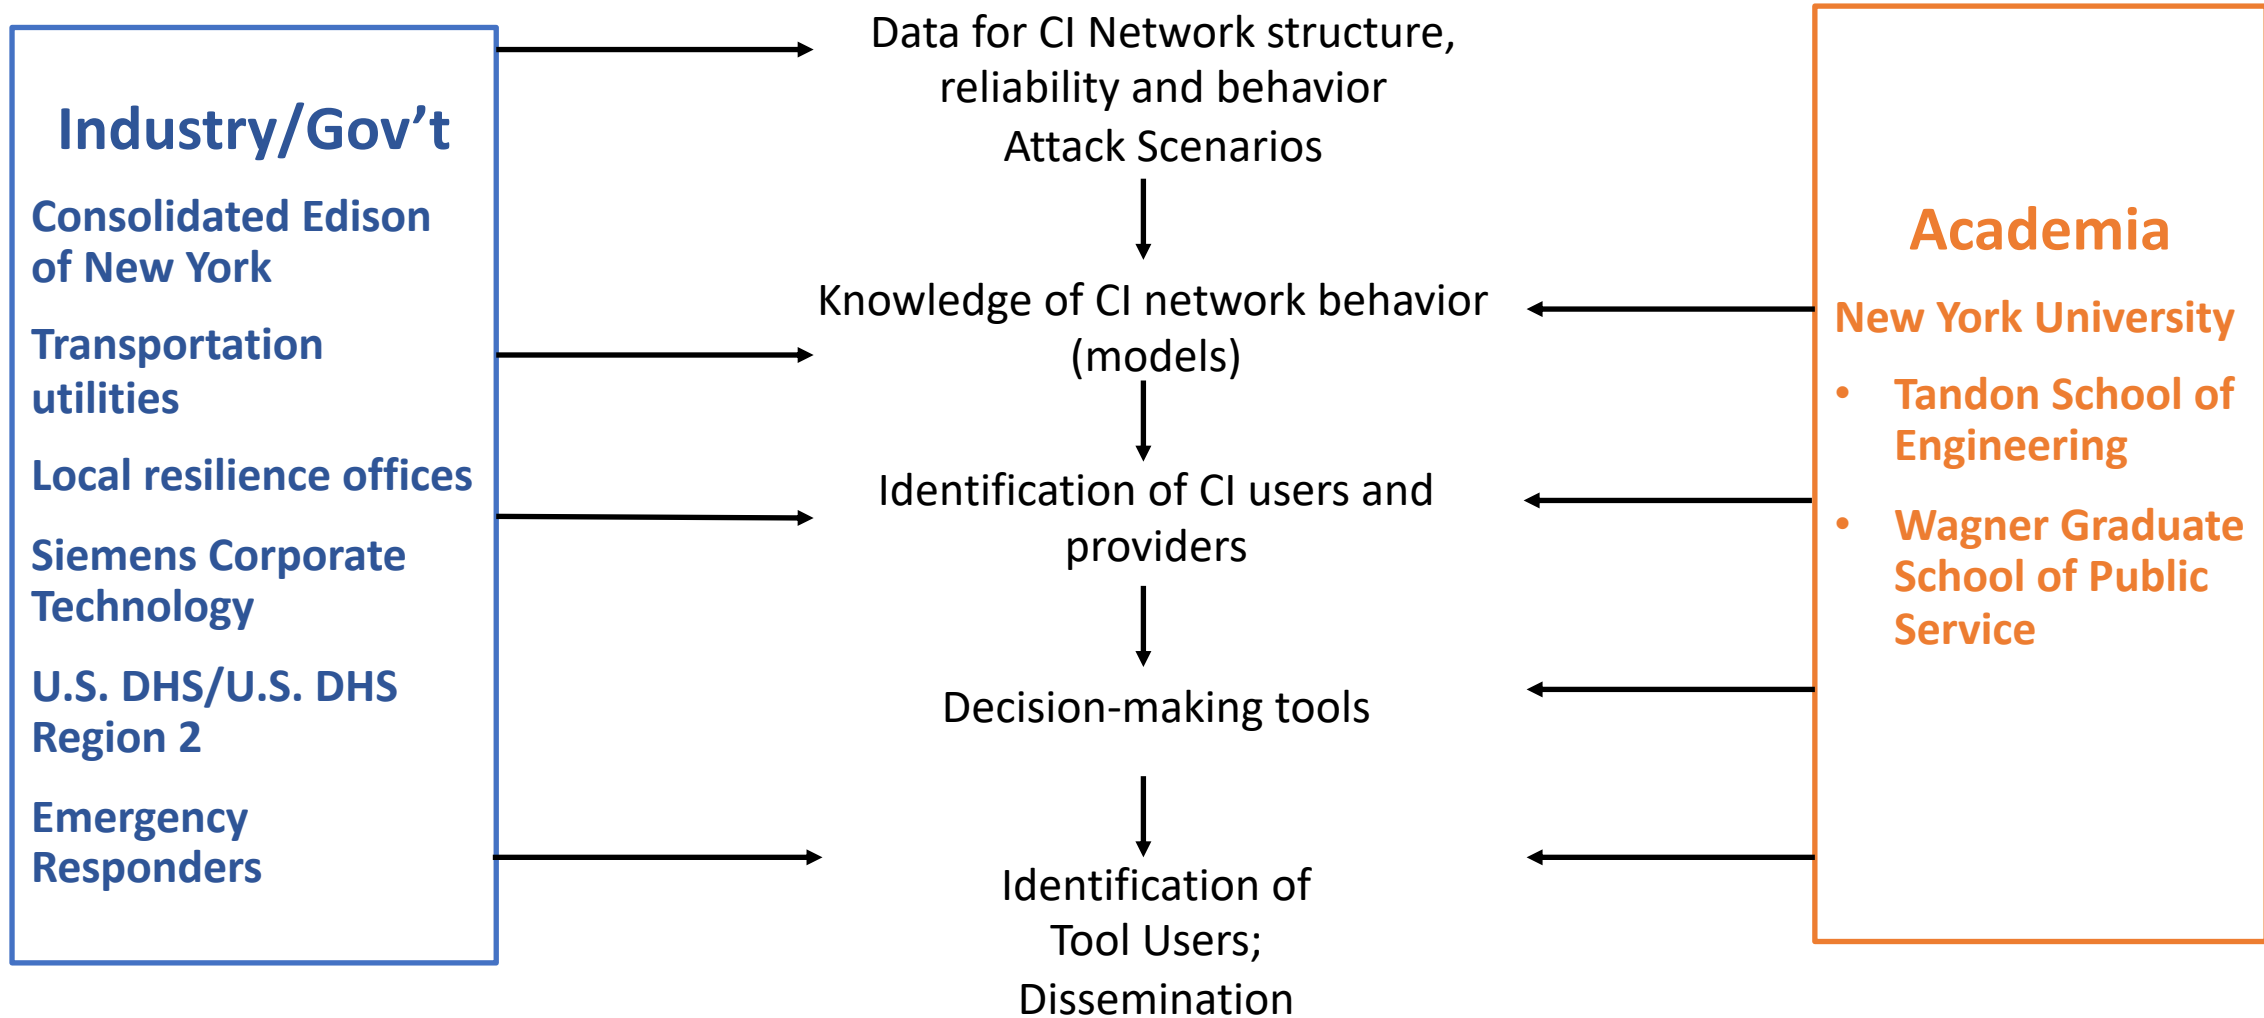 Industry/Gov’t
Consolidated Edison
of New York
Transportation
utilities
Local resilience offices
Siemens Corporate
Technology
U.S. DHS/U.S. DHS
Region 2
Emergency
Responders
Data for CI Network structure,
reliability and behavior
Attack Scenarios
Knowledge of CI network behavior
(models)
Identification of CI users and
providers
Decision-making tools
Identification of
Tool Users;
Dissemination
Academia
New York University
• Tandon School of
Engineering
• Wagner Graduate
School of Public
Service